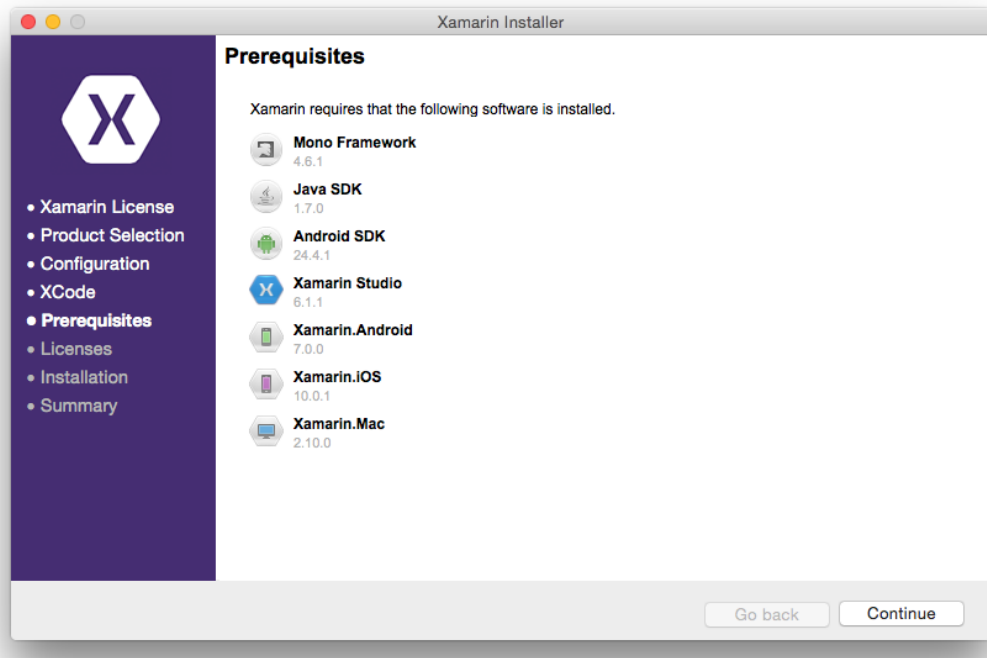 Xamarin Installer
Prerequisites
Xamarin requires that the following software is installed.
Mono Framework
4.6.1
Java SDK
1.7.0
Android SDK
24.4.1
Xamarin Studio
6.1.1
Xamarin.Android
7.0.0
Xamarin.iOS
10.0.1
Xamarin.Mac
2.10.0
• Xamarin License
• Product Selection
• Configuration
• XCode
• Prerequisites
• Licenses
• Installation
• Summary
Go back
Continue